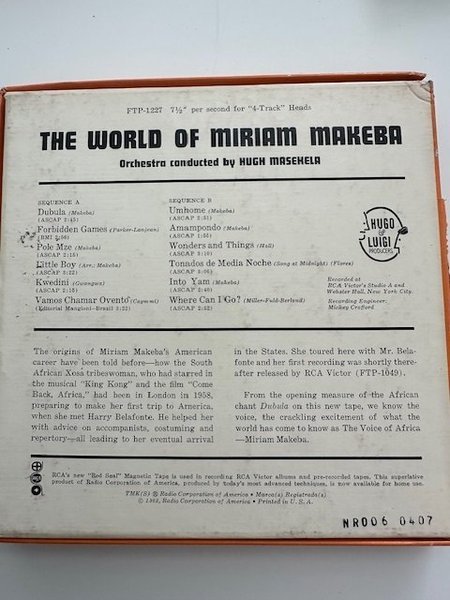 FTP-1227 7½" per second for "4-Track" Heads
THE WORLD OF MIRIAM MAKEBA
Orchestra conducted by HUGH MASEKELA
SEQUENCE A
Dubula (Makeba)
(ASCAP 2:45)
Forbidden Games (Parker-Lanjean)
(BMI
Pole Mze (Makeba)
(ASCAP 2:15)
Little Boy (Arr.: Makeba)
(ASCAP 3:22)
Kwedini (Gwangwa)
(ASCAP 2:15)
Vamos Chamar Ovento (Caymmi)
(Editorial Mangioni-Brazil 2:22)
SEQUENCE B
Umhome (Makeba)
(ASCAP 2:31)
Amampondo (Makeba)
(ASCAP 1:55)
Wonders and Things (Hall)
(ASCAP 3:10)
Tonados de Media Noche (Song at Midnight) (Flores)
(ASCAP 3:06)
Into Yam (Makeba)
(ASCAP 2:40)
Where Can I Go? (Miller-Fuld-Berland)
(ASCAP 2:52)
HUGO
&
LUIGI
PRODUCERS
Recorded at
RCA Victor's Studio A and
Webster Hall, New York City.
Recording Engineer:
Mickey Crofford
The origins of Miriam Makeba's American
career have been told before—how the South
African Xosa tribeswoman, who had starred in
the musical "King Kong" and the film "Come
Back, Africa," had been in London in 1958,
preparing to make her first trip to America,
when she met Harry Belafonte. He helped her
with advice on accompanists, costuming and
repertory—all leading to her eventual arrival
in the States. She toured here with Mr. Bela-
fonte and her first recording was shortly there-
after released by RCA Victor (FTP-1049).
From the opening measure of the African
chant Dubula on this new tape, we know the
voice, the crackling excitement of what the
world has come to know as The Voice of Africa
—Miriam Makeba.
RCA's new "Red Seal" Magnetic Tape is used in recording RCA Victor albums and pre-recorded tapes. This superlative
product of Radio Corporation of America, produced by today's most advanced techniques, is now available for home use.
TMK(S) ® Radio Corporation of America • Marca(s) Registrada(s)
© 1963, Radio Corporation of America • Printed in U.S.A.
NR006 0407